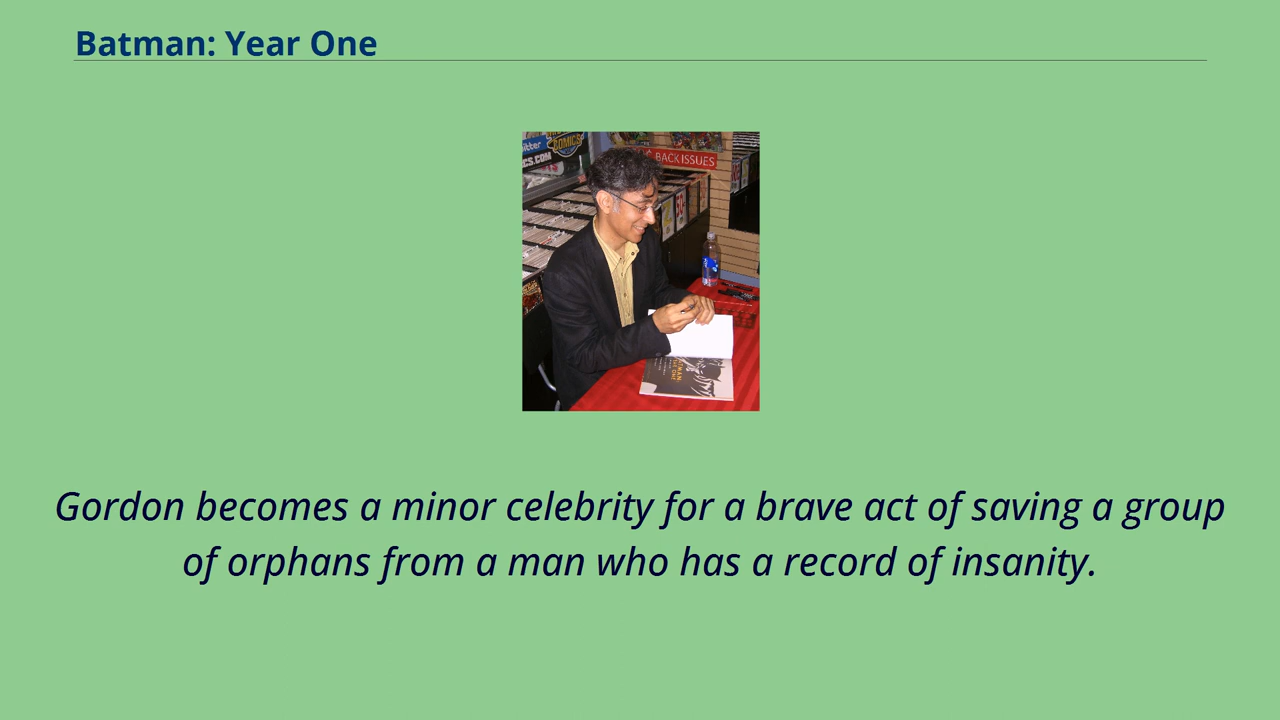 Batman: Year One
BACK ISSUES
COMICS
Gordon becomes a minor celebrity for a brave act of saving a group
of orphans from a man who has a record of insanity.